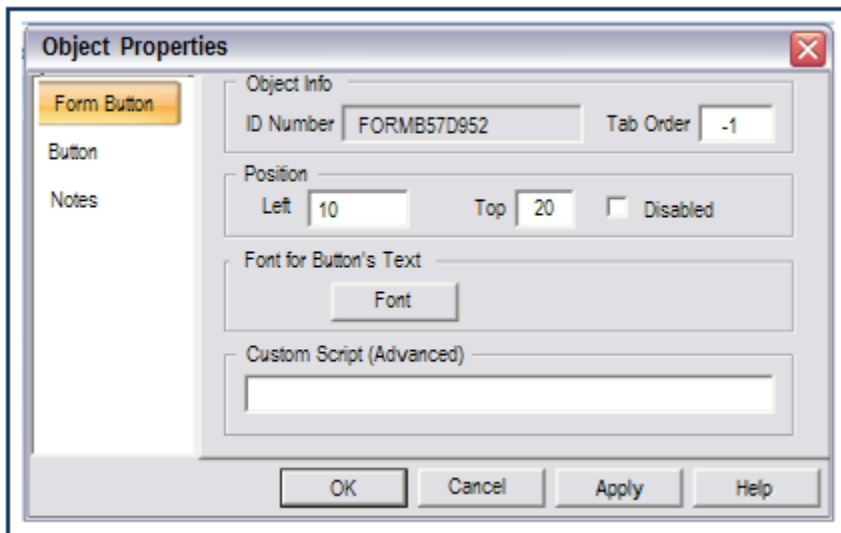 Object Properties
Form Button
Button
Notes
Object Info
ID Number FORMB57D952 Tab Order -1
Position
Left 10 Top 20 Disabled
Font for Button's Text
Font
Custom Script (Advanced)
OK Cancel Apply Help